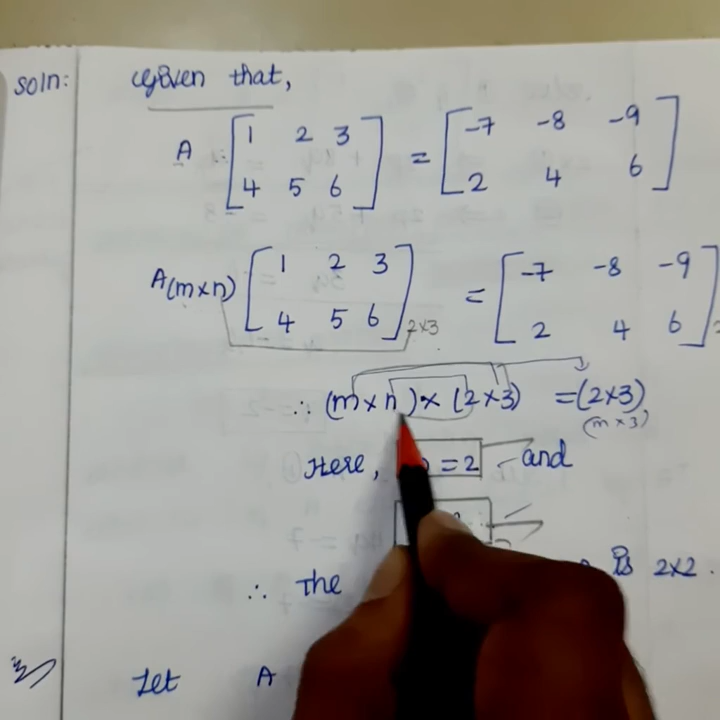 soln: Given that,
A [1 2 3
4 5 6] = [-7 -8 -9
2 4 6]
A(m×n) [1 2 3
4 5 6]2×3 = [-7 -8 -9
2 4 6]2
∴ (m×n)×(2×3) =(2×3)
(m×3)
Here, =2 and
∴ The is 2×2.
Let A